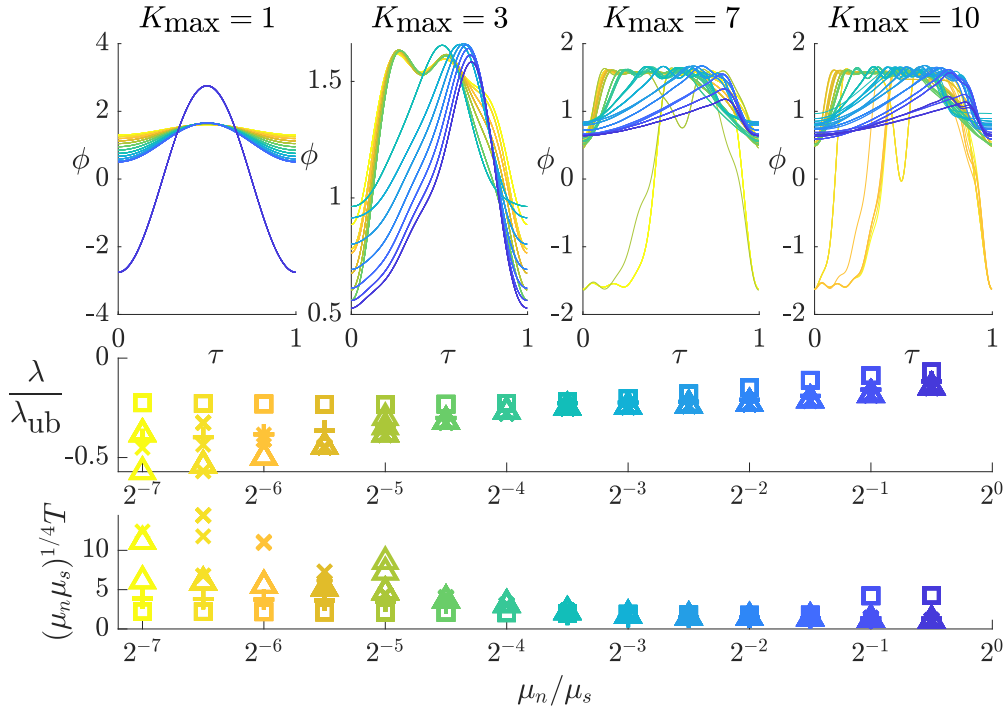 K_max = 1 K_max = 3 K_max = 7 K_max = 10
4 2 0 -2 -4 ϕ 0 1 τ
1.5 1 0.5 ϕ 0 1 τ
2 1 0 -1 -2 ϕ 0 1 τ
2 1 0 -1 -2 ϕ 0 1 τ
λ/λ_ub
0
-0.5
2^-7 2^-6 2^-5 2^-4 2^-3 2^-2 2^-1 2^0
(μ_n μ_s)^1/4 T
10
5
0
2^-7 2^-6 2^-5 2^-4 2^-3 2^-2 2^-1 2^0
μ_n/μ_s